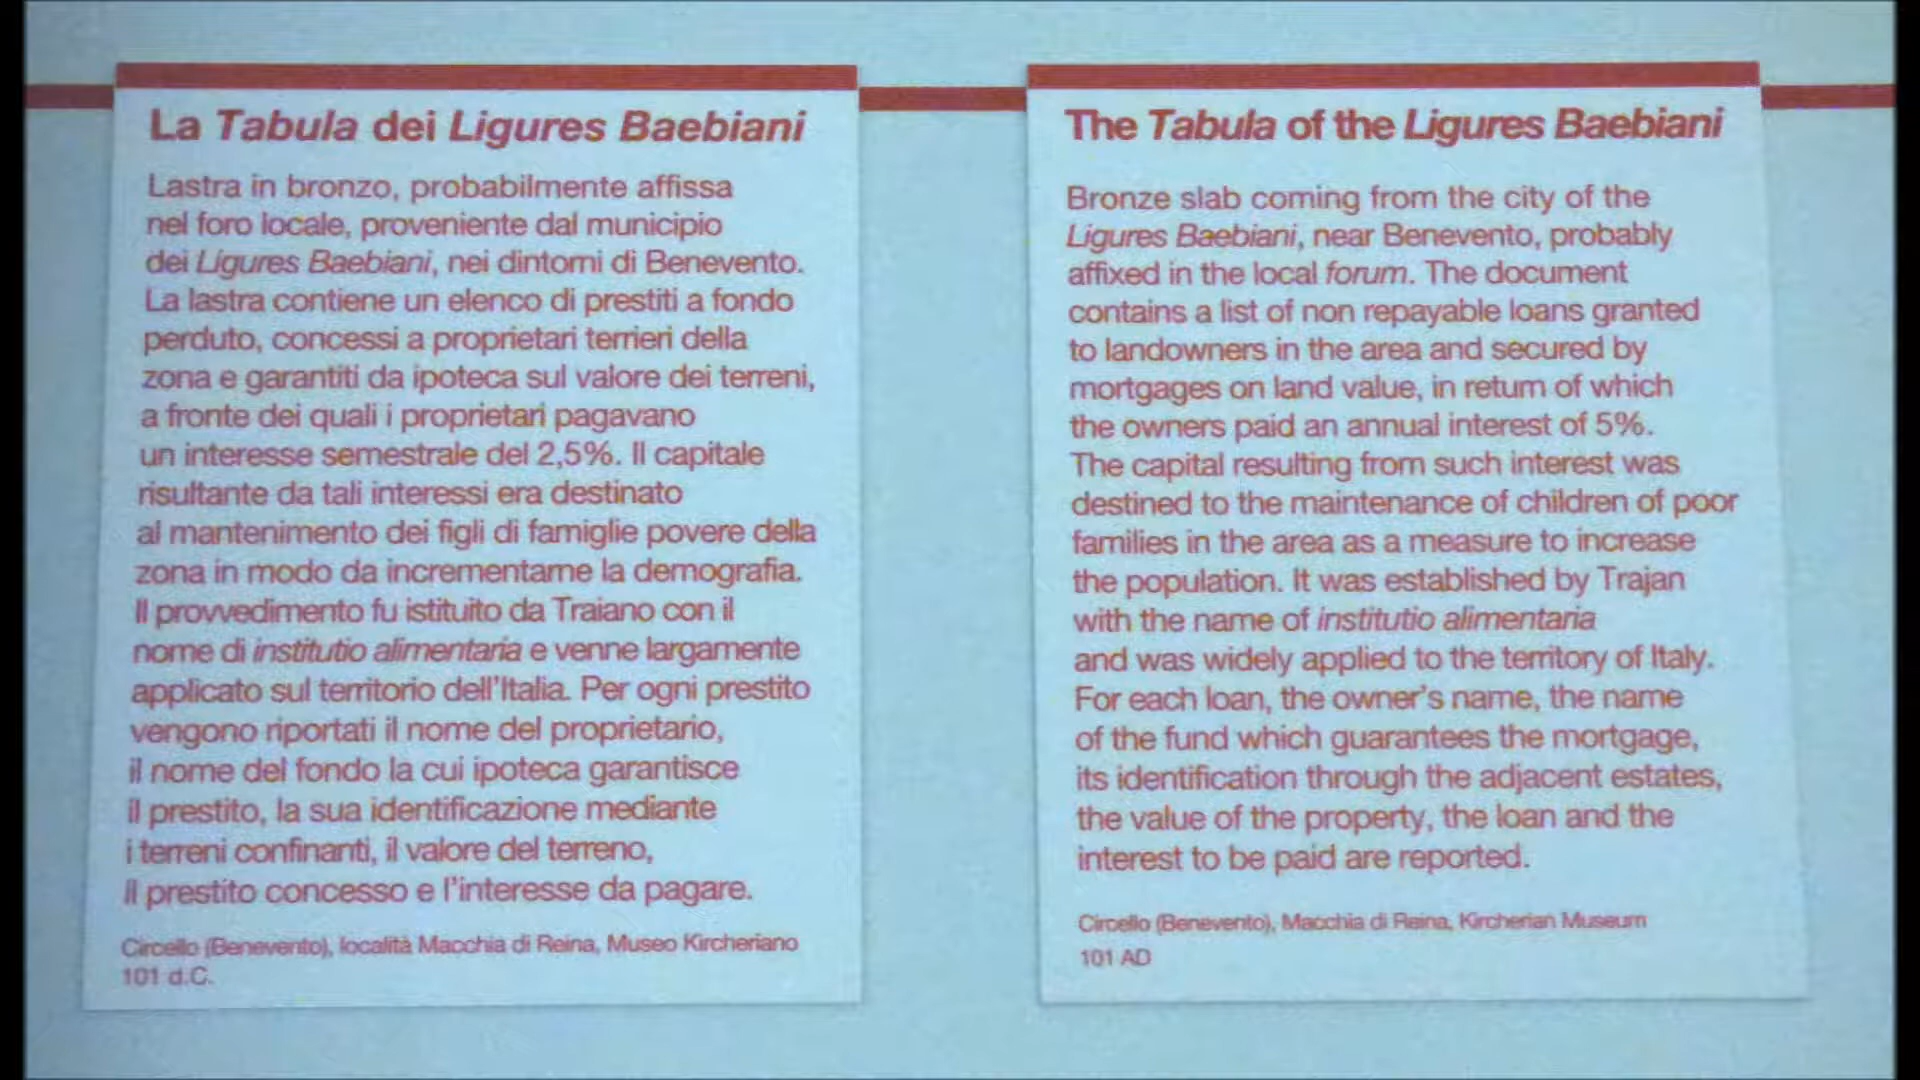 La Tabula dei Ligures Baebiani
Lastra in bronzo, probabilmente affissa
nel foro locale, proveniente dal municipio
dei Ligures Baebiani, nei dintorni di Benevento.
La lastra contiene un elenco di prestiti a fondo
perduto, concessi a proprietari terrieri della
zona e garantiti da ipoteca sul valore dei terreni,
a fronte dei quali i proprietari pagavano
un interesse semestrale del 2,5%. Il capitale
risultante da tali interessi era destinato
al mantenimento dei figli di famiglie povere della
zona in modo da incrementarne la demografia.
Il provvedimento fu istituito da Traiano con il
nome di institutio alimentaria e venne largamente
applicato sul territorio dell'Italia. Per ogni prestito
vengono riportati il nome del proprietario,
il nome del fondo la cui ipoteca garantisce
il prestito, la sua identificazione mediante
i terreni confinanti, il valore del terreno,
il prestito concesso e l'interesse da pagare.
Circello (Benevento), località Macchia di Reina, Museo Kircheriano
101 d.C.
The Tabula of the Ligures Baebiani
Bronze slab coming from the city of the
Ligures Baebiani, near Benevento, probably
affixed in the local forum. The document
contains a list of non repayable loans granted
to landowners in the area and secured by
mortgages on land value, in return of which
the owners paid an annual interest of 5%.
The capital resulting from such interest was
destined to the maintenance of children of poor
families in the area as a measure to increase
the population. It was established by Trajan
with the name of institutio alimentaria
and was widely applied to the territory of Italy.
For each loan, the owner's name, the name
of the fund which guarantees the mortgage,
its identification through the adjacent estates,
the value of the property, the loan and the
interest to be paid are reported.
Circello (Benevento), Macchia di Reina, Kircherian Museum
101 AD